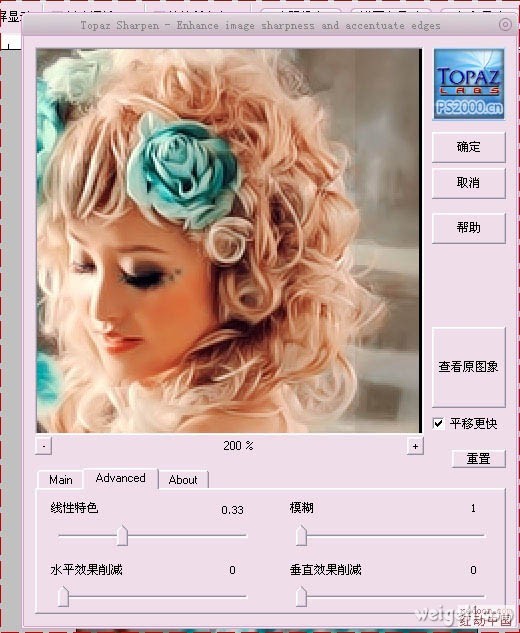 Topaz Sharpen - Enhance image sharpness and accentuate edges
TOPAZ
LABS
PS2000.cn
确定
取消
帮助
查看原图象
平移更快
重置
- 200 % +
Main Advanced About
线性特色 0.33 模糊 1
水平效果削减 0 垂直效果削减 0
红动中国